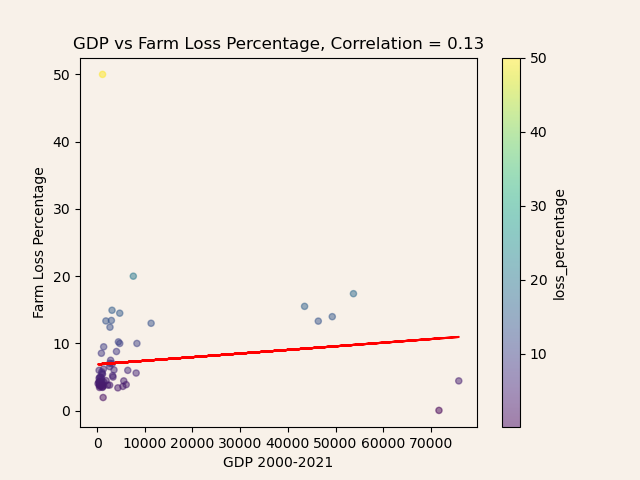 GDP vs Farm Loss Percentage, Correlation = 0.13
50
40
30
20
10
0
Farm Loss Percentage
0 10000 20000 30000 40000 50000 60000 70000
GDP 2000-2021
50
40
30
20
10
loss_percentage